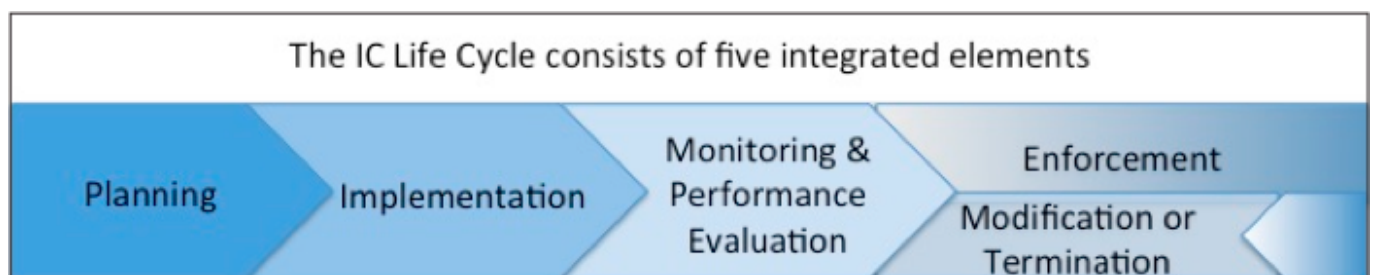 The IC Life Cycle consists of five integrated elements
Planning
Implementation
Monitoring &
Performance
Evaluation
Enforcement
Modification or
Termination